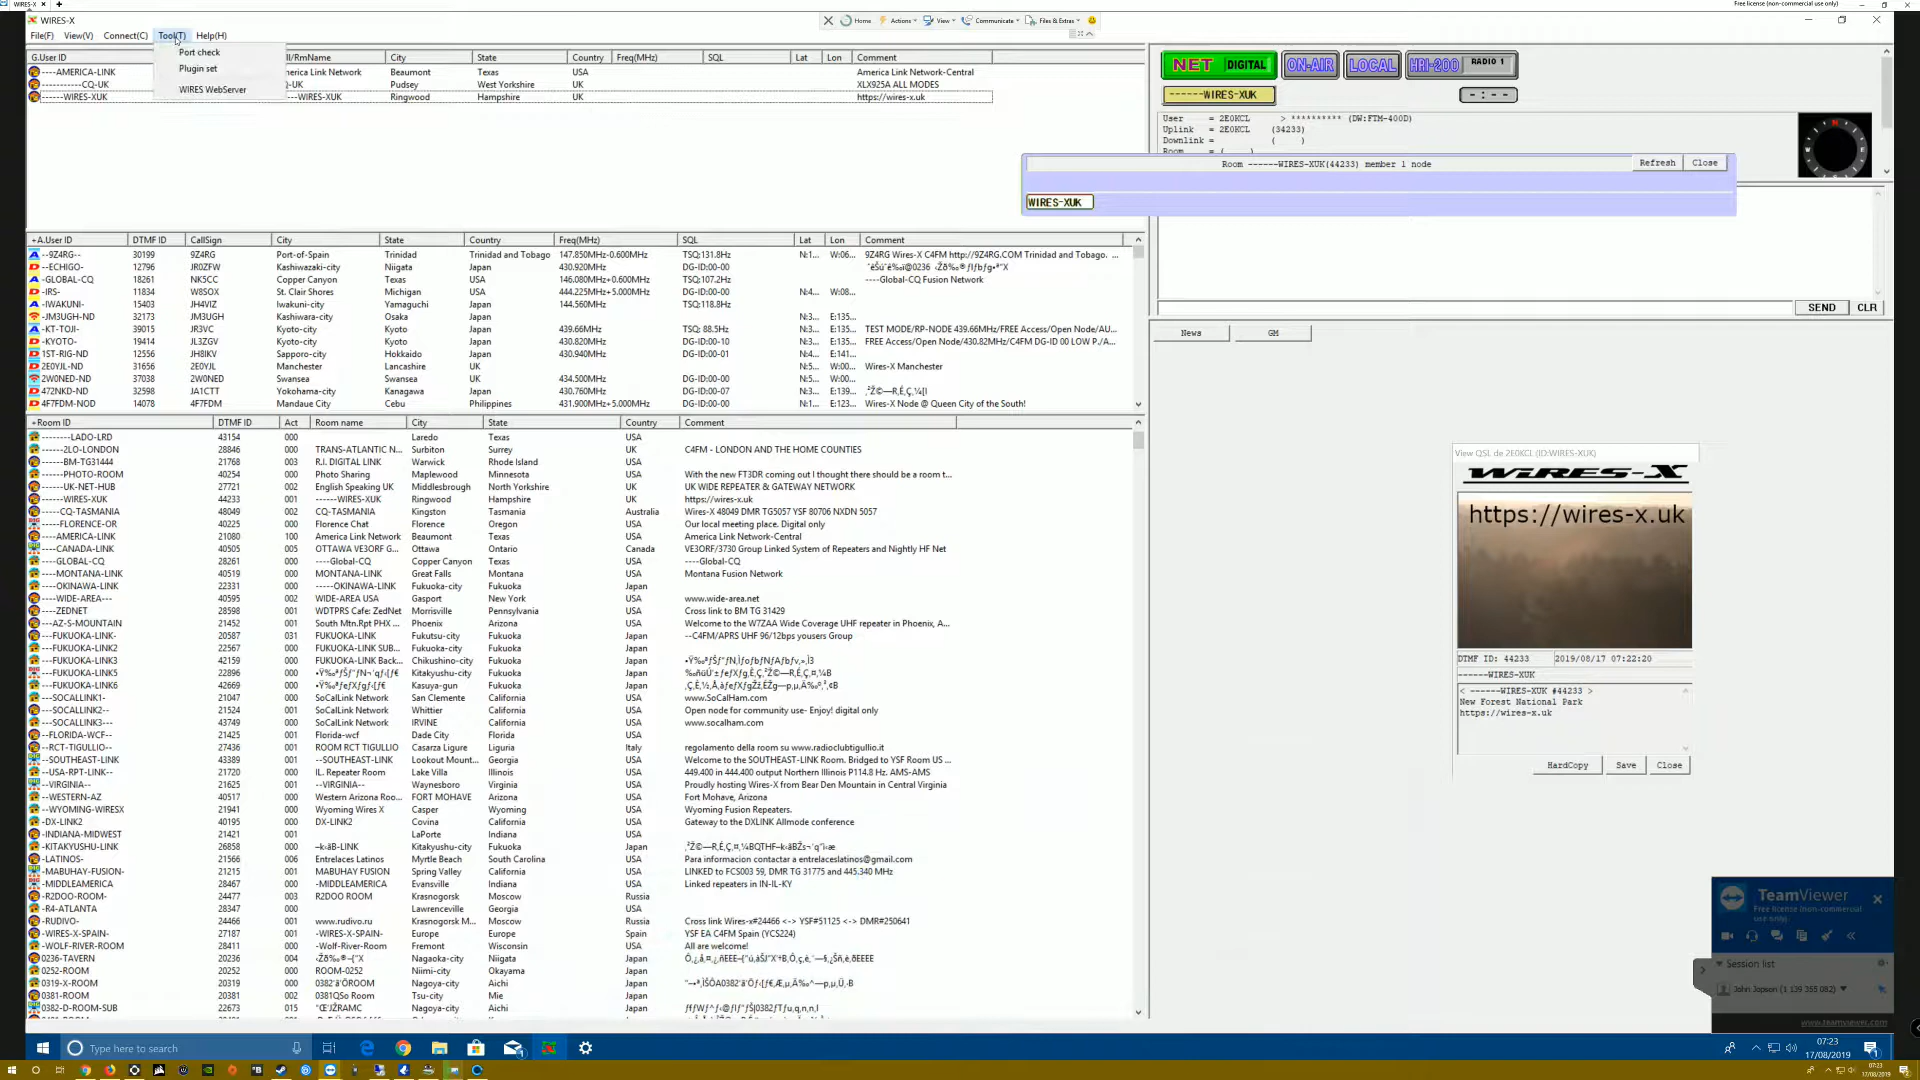 WIRES-X
Free license (non-commercial use only)
WIRES-X
Home Actions View Communicate Files & Extras
File(F) View(V) Connect(C) Tool(T) Help(H)
Port check
Plugin set
WIRES WebServer
G.User ID City State Country Freq(MHz) SQL Lat Lon Comment
----AMERICA-LINK Beaumont Texas USA America Link Network-Central
Pudsey West Yorkshire UK XLX925A ALL MODES
------WIRES-XUK ------WIRES-XUK Ringwood Hampshire UK https://wires-x.uk
NET DIGITAL ON-AIR LOCAL HRI-200 RADIO 1
------WIRES-XUK - : - -
User = 2E0KCL > ********** (DW:FTM-400D)
Uplink = 2E0KCL (34233)
Downlink = ( )
Room ------WIRES-XUK(44233) member 1 node Refresh Close
WIRES-XUK
SEND CLR
News GM
+A.User ID DTMF ID CallSign City State Country Freq(MHz) SQL Lat Lon Comment
--9Z4RG-- 30199 9Z4RG Port-of-Spain Trinidad Trinidad and Tobago 147.850MHz-0.600MHz TSQ:131.8Hz N:1... W:06... 9Z4RG Wires-X C4FM http://9Z4RG.COM Trinidad and Tobago. ...
--ECHIGO- 12796 JR0ZFW Kashiwazaki-city Niigata Japan 430.920MHz DG-ID:00-00
-GLOBAL-CQ 18261 NK5CC Copper Canyon Texas USA 146.080MHz+0.600MHz TSQ:107.2Hz ----Global-CQ Fusion Network
-IRS- 11834 W8SOX St. Clair Shores Michigan USA 444.225MHz+5.000MHz TSQ:100.0Hz N:4... W:08...
-IWAKUNI- 15403 JH4VIZ Iwakuni-city Yamaguchi Japan 144.560MHz TSQ:118.8Hz N:3... E:13...
-JM3UGH-ND 32173 JM3UGH Kashiwara-city Osaka Japan N:3... E:135...
-KT-TOJI- 39015 JR3VC Kyoto-city Kyoto Japan 439.66MHz TSQ: 88.5Hz N:3... E:135... TEST MODE/RP-NODE 439.66MHz/FREE Access/Open Node/AU...
-KYOTO- 19414 JL3ZGV Kyoto-city Kyoto Japan 430.820MHz DG-ID:00-10 N:3... E:135... FREE Access/Open Node/430.82MHz/C4FM DG-ID 00 LOW P./A...
1ST-RIG-ND 12556 JH8IKV Sapporo-city Hokkaido Japan 430.940MHz DG-ID:00-01 N:4... E:141...
2E0YJL-ND 31656 2E0YJL Manchester Lancashire UK N:5... W:00... Wires-X Manchester
2W0NED-ND 37038 2W0NED Swansea Swansea UK 434.500MHz DG-ID:00-00 N:5... W:00...
472NKD-ND 32598 JA1CTT Yokohama-city Kanagawa Japan 430.760MHz DG-ID:00-07 N:3... E:139...
4F7FDM-NOD 14078 4F7FDM Mandaue City Cebu Philippines 431.900MHz+5.000MHz DG-ID:00-00 N:1... E:123... Wires-X Node @ Queen City of the South!
+Room ID DTMF ID Act Room name City State Country Comment
--------LADO-LRD 43154 000 Laredo Texas USA
------2LO-LONDON 28846 000 TRANS-ATLANTIC N... Surbiton Surrey UK C4FM - LONDON AND THE HOME COUNTIES
------BM-TG31444 21768 003 R.I. DIGITAL LINK Warwick Rhode Island USA
------PHOTO-ROOM 40254 000 Photo Sharing Maplewood Minnesota USA With the new FT3DR coming out I thought there should be a room t...
------UK-NET-HUB 27721 002 English Speaking UK Middlesbrough North Yorkshire UK UK WIDE REPEATER & GATEWAY NETWORK
------WIRES-XUK 44233 001 ------WIRES-XUK Ringwood Hampshire UK https://wires-x.uk
-----CQ-TASMANIA 48049 002 CQ-TASMANIA Kingston Tasmania Australia Wires-X 48049 DMR TG5057 YSF 80706 NXDN 5057
-----FLORENCE-OR 40225 000 Florence Chat Florence Oregon USA Our local meeting place. Digital only
----AMERICA-LINK 21080 100 America Link Network Beaumont Texas USA America Link Network-Central
----CANADA-LINK 40505 005 OTTAWA VE3ORF G... Ottawa Ontario Canada VE3ORF/3730 Group Linked System of Repeaters and Nightly HF Net
----GLOBAL-CQ 28261 000 ----Global-CQ Copper Canyon Texas USA ----Global-CQ
----MONTANA-LINK 40519 000 MONTANA-LINK Great Falls Montana USA Montana Fusion Network
----OKINAWA-LINK 22331 000 -----OKINAWA-LINK Fukuoka-city Fukuoka Japan
----WIDE-AREA--- 40595 002 WIDE-AREA USA Gasport New York USA www.wide-area.net
----ZEDNET 28598 001 WDTPRS Cafe: ZedNet Morrisville Pennsylvania USA Cross link to BM TG 31429
---AZ-S-MOUNTAIN 21452 001 South Mtn.Rpt PHX ... Phoenix Arizona USA Welcome to the W7ZAA Wide Coverage UHF repeater in Phoenix, A...
---FUKUOKA-LINK- 20587 031 FUKUOKA-LINK Fukutsu-city Fukuoka Japan --C4FM/APRS UHF 96/12bps yousers Group
---FUKUOKA-LINK2 21988 000 FUKUOKA-LINK SUB... Fukuoka-city Fukuoka Japan
---FUKUOKA-LINK3 42159 000 FUKUOKA-LINK Back... Chikushino-city Fukuoka Japan
---FUKUOKA-LINK5 22896 000 Fukuoka-city Fukuoka Japan
---FUKUOKA-LINK6 42669 000 Kasuya-gun Fukuoka Japan
---SOCALLINK1- 21047 000 SoCalLink Network San Clemente California USA www.SoCalHam.com
---SOCALLINK2-- 21524 001 SoCalLink Network Whittier California USA Open node for community use- Enjoy! digital only
---SOCALLINK3--- 43749 000 SoCalLink Network IRVINE California USA www.socalham.com
--FLORIDA-WCF-- 21425 001 Florida-wcf Dade City Florida USA
--RCT-TIGULLIO-- 27436 001 ROOM RCT TIGULLIO Casarza Ligure Liguria Italy regolamento della room su www.radioclubtigullio.it
--SOUTHEAST-LINK 43389 001 SOUTHEAST-LINK Lookout Mount... Georgia USA Welcome to the SOUTHEAST-LINK Room. Bridged to YSF Room US ...
--USA-RPT-LINK-- 21720 001 IL. Repeater Room Lake Villa Illinois USA 449.400 in 444.400 output Northern Illinois P114.8 Hz. AMS-AMS
--VIRGINIA-- 21465 001 --VIRGINIA-- Waynesboro Virginia USA Proudly hosting Wires-X from Bear Den Mountain in Central Virginia
--WESTERN-AZ 40517 000 Western Arizona Roo... FORT MOHAVE Arizona USA Fort Mohave, Arizona
--WYOMING-WIRESX 21941 000 Wyoming Wires X Casper Wyoming USA Wyoming Fusion Repeaters.
-DX-LINK2 40195 000 DX-LINK2 Covina California USA Gateway to the DXLINK Allmode conference
-INDIANA-MIDWEST 21421 001 LaPorte Indiana USA
-KITAKYUSHU-LINK 26858 000 Kitakyushu-city Fukuoka Japan
-LATINOS- 21566 006 Entrelaces Latinos Myrtle Beach South Carolina USA Para informacion contactar a entrelaceslatinos@gmail.com
-MABUHAY-FUSION- 21215 001 MABUHAY FUSION Spring Valley California USA LINKED to FCS003 59, DMR TG 31775 and 445.340 MHz
-MIDDLEAMERICA 28467 000 -MIDDLEAMERICA Evansville Indiana USA Linked repeaters in IN-IL-KY
-R2DOO-ROOM- 24477 003 R2DOO ROOM Krasnogorsk Moscow Russia
-R4-ATLANTA 28347 000 Lawrenceville Georgia USA
-RUDIVO- 24466 001 www.rudivo.ru Krasnogorsk M... Moscow Russia Cross link Wires-x#24466 <-> YSF#51125 <-> DMR#250641
-WIRES-X-SPAIN- 27187 001 -WIRES-X-SPAIN- Europe Europe Spain YSF EA C4FM Spain (YCS224)
-WOLF-RIVER-ROOM 28411 000 -Wolf-River-Room Fremont Wisconsin USA All are welcome!
0236-TAVERN 20236 004 Nagaoka-city Niigata Japan
0252-ROOM 20252 000 ROOM-0252 Niimi-city Okayama Japan
0319-X-ROOM 20319 000 Nagoya-city Aichi Japan
0381-ROOM 20381 002 0381QSo Room Tsu-city Mie Japan
0382-D-ROOM-SUB 22308 015 Nagoya-city Aichi Japan
View QSL de 2E0KCL (ID:WIRES-XUK)
WiRES-X
https://wires-x.uk
DTMF ID: 44233 2019/08/17 07:22:20
------WIRES-XUK
< ------WIRES-XUK #44233 >
New Forest National Park
https://wires-x.uk
HardCopy Save Close
TeamViewer
Free license (non-commercial use only)
Session list
John Jopson (1 139 355 082)
www.teamviewer.com
Type here to search
07:23
17/08/2019
07:23
17/08/2019